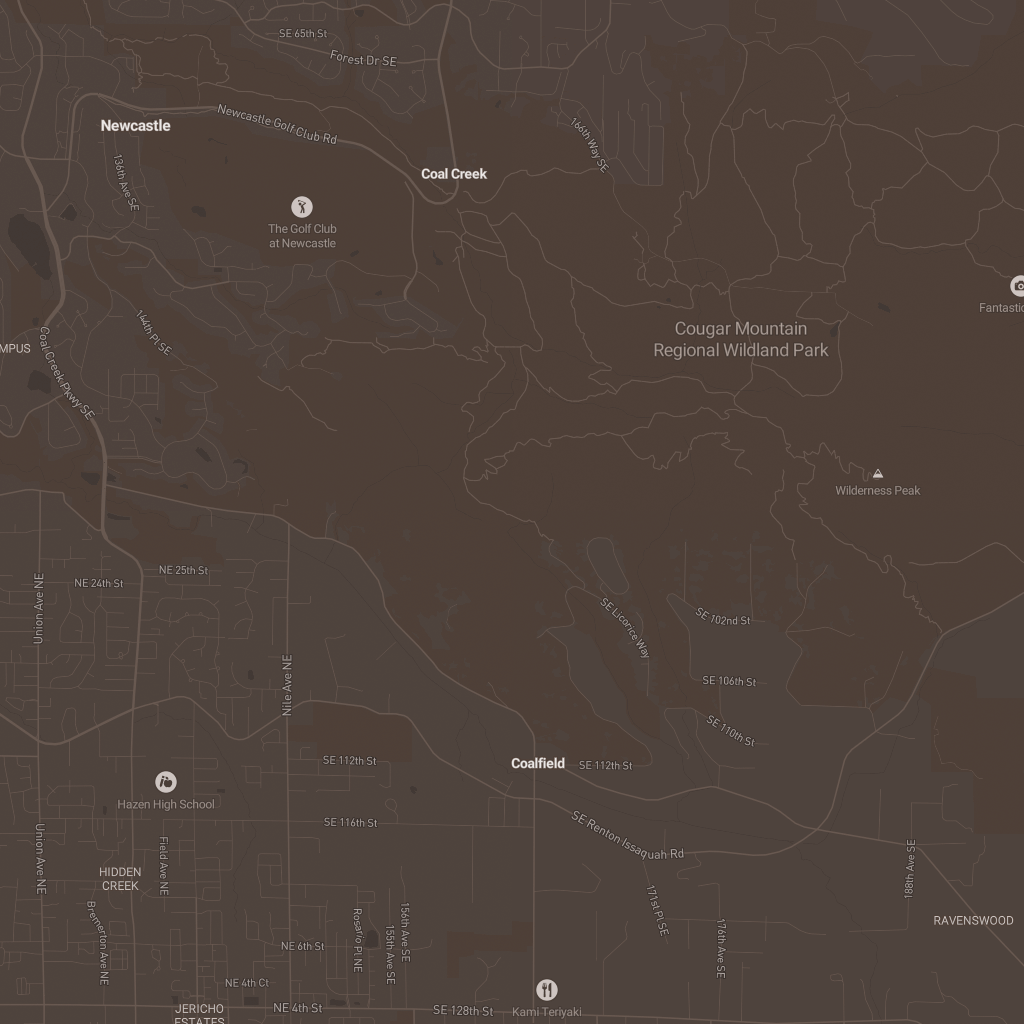 SE 65th St
Forest Dr SE
Newcastle Golf Club Rd
Newcastle
166th Way SE
Coal Creek
136th Ave SE
The Golf Club
at Newcastle
Fantastic
144th Pl SE
Cougar Mountain
Regional Wildland Park
MPUS
Coal Creek Pkwy SE
Wilderness Peak
NE 25th St
NE 24th St
Union Ave NE
SE Licorice Way
SE 102nd St
Nile Ave NE
SE 106th St
SE 110th St
SE 112th St
Coalfield
SE 112th St
Hazen High School
SE 116th St
SE Renton Issaquah Rd
Union Ave NE
Field Ave NE
188th Ave SE
HIDDEN
CREEK
171st Pl SE
RAVENSWOOD
Bremerton Ave NE
Rosario Pl NE
156th Ave SE
155th Ave SE
176th Ave SE
NE 6th St
NE 4th Ct
NE 4th St
SE 128th St
Kami Teriyaki
JERICHO
ESTATES